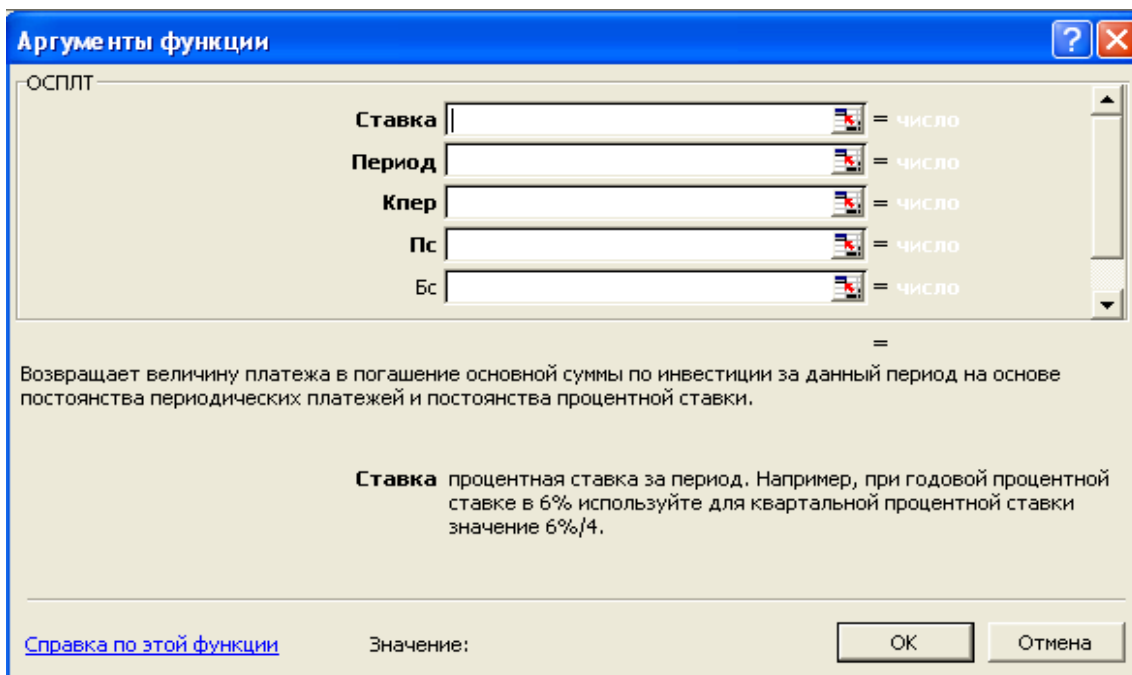 Аргументы функции
ОСПЛТ
Ставка = число
Период = число
Кпер = число
Пс = число
Бс = число
=
Возвращает величину платежа в погашение основной суммы по инвестиции за данный период на основе
постоянства периодических платежей и постоянства процентной ставки.
Ставка процентная ставка за период. Например, при годовой процентной
ставке в 6% используйте для квартальной процентной ставки
значение 6%/4.
Справка по этой функции Значение: OK Отмена